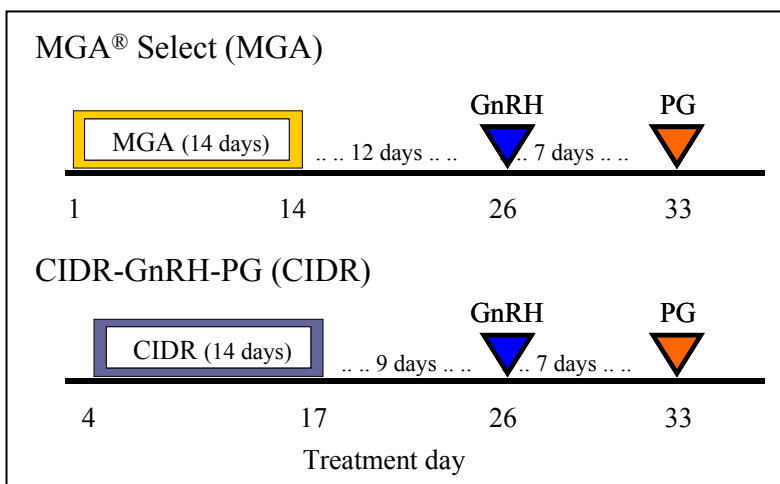 MGA® Select (MGA)
GnRH PG
MGA (14 days)
.. .. 12 days .. .. .. .. 7 days .. ..
1 14 26 33
CIDR-GnRH-PG (CIDR)
GnRH PG
CIDR (14 days)
.. .. 9 days .. .. .. .. 7 days .. ..
4 17 26 33
Treatment day